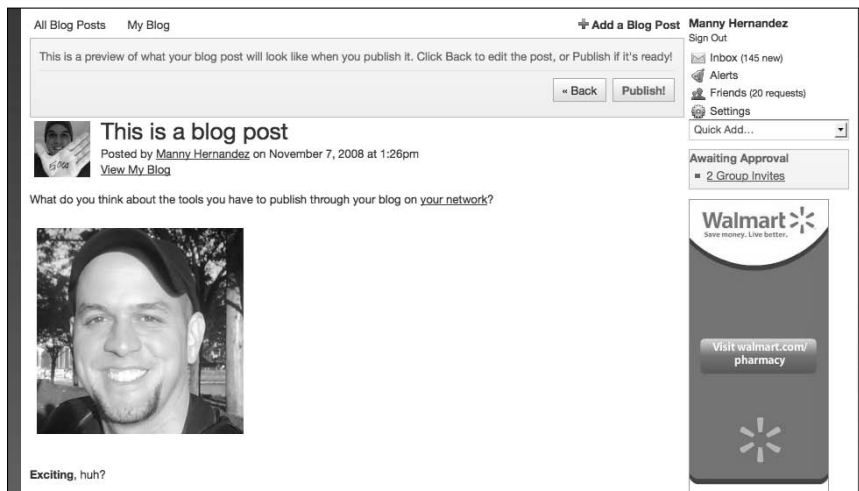 All Blog Posts My Blog
Add a Blog Post
This is a preview of what your blog post will look like when you publish it. Click Back to edit the post, or Publish if it's ready!
« Back Publish!
This is a blog post
Posted by Manny Hernandez on November 7, 2008 at 1:26pm
View My Blog
What do you think about the tools you have to publish through your blog on your network?
Exciting, huh?
Manny Hernandez
Sign Out
Inbox (145 new)
Alerts
Friends (20 requests)
Settings
Quick Add...
Awaiting Approval
2 Group Invites
Walmart
Save money. Live better.
Visit walmart.com/
pharmacy